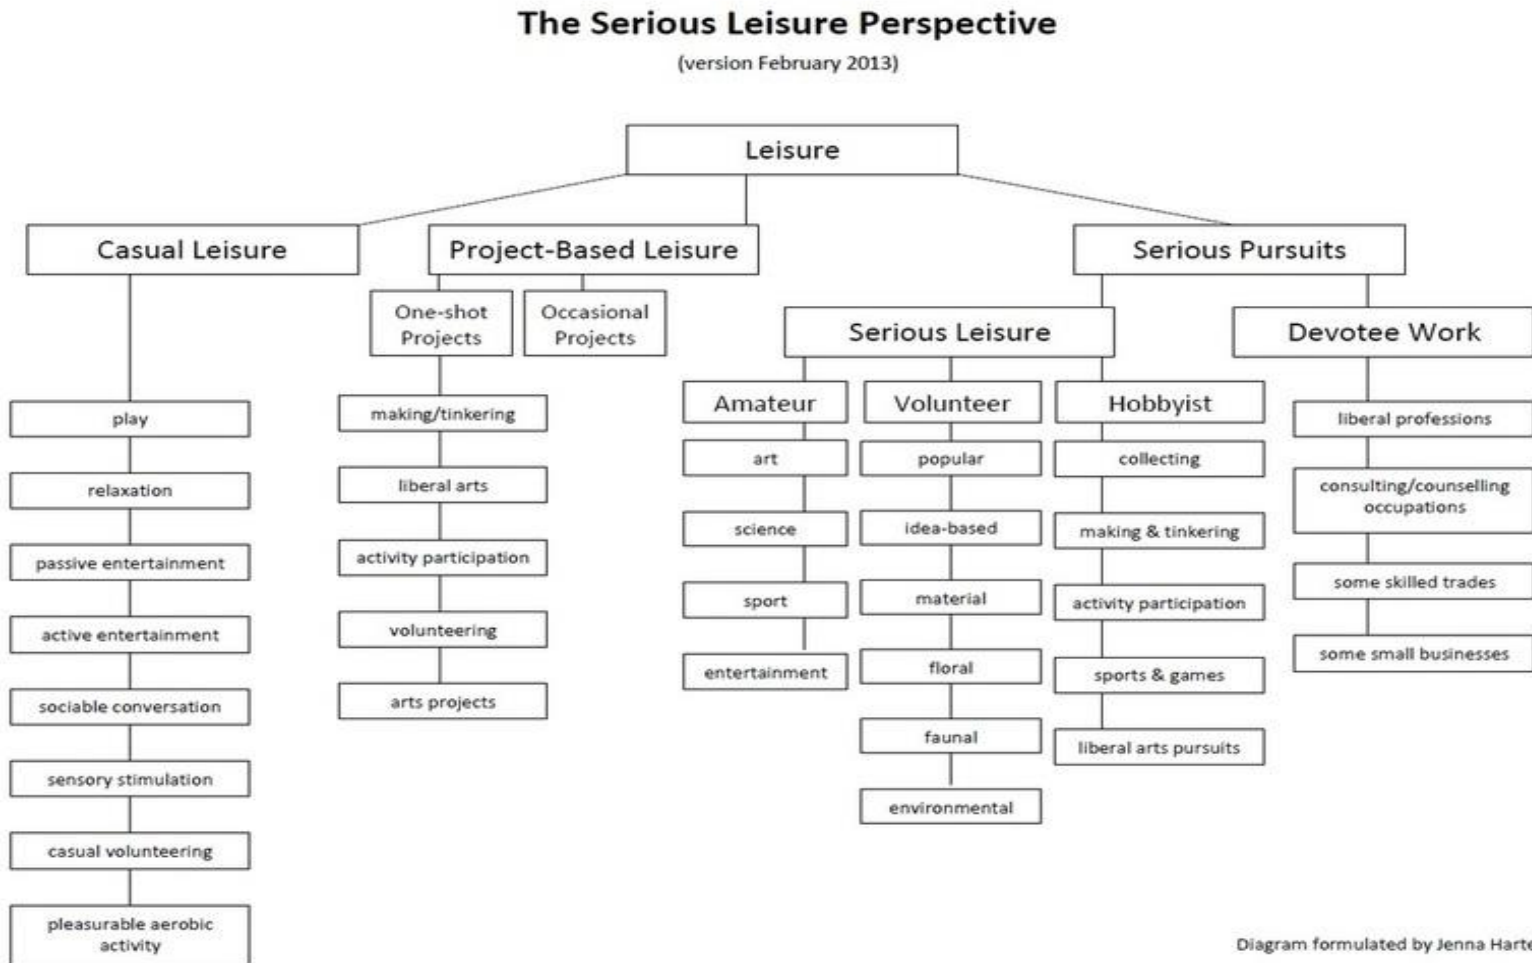 The Serious Leisure Perspective
(version February 2013)
Leisure
Casual Leisure
Project-Based Leisure
Serious Pursuits
One-shot
Projects
Occasional
Projects
Serious Leisure
Devotee Work
Amateur
Volunteer
Hobbyist
play
relaxation
passive entertainment
active entertainment
sociable conversation
sensory stimulation
casual volunteering
pleasurable aerobic
activity
making/tinkering
liberal arts
activity participation
volunteering
arts projects
art
science
sport
entertainment
popular
idea-based
material
floral
faunal
environmental
collecting
making & tinkering
activity participation
sports & games
liberal arts pursuits
liberal professions
consulting/counselling
occupations
some skilled trades
some small businesses
Diagram formulated by Jenna Harte